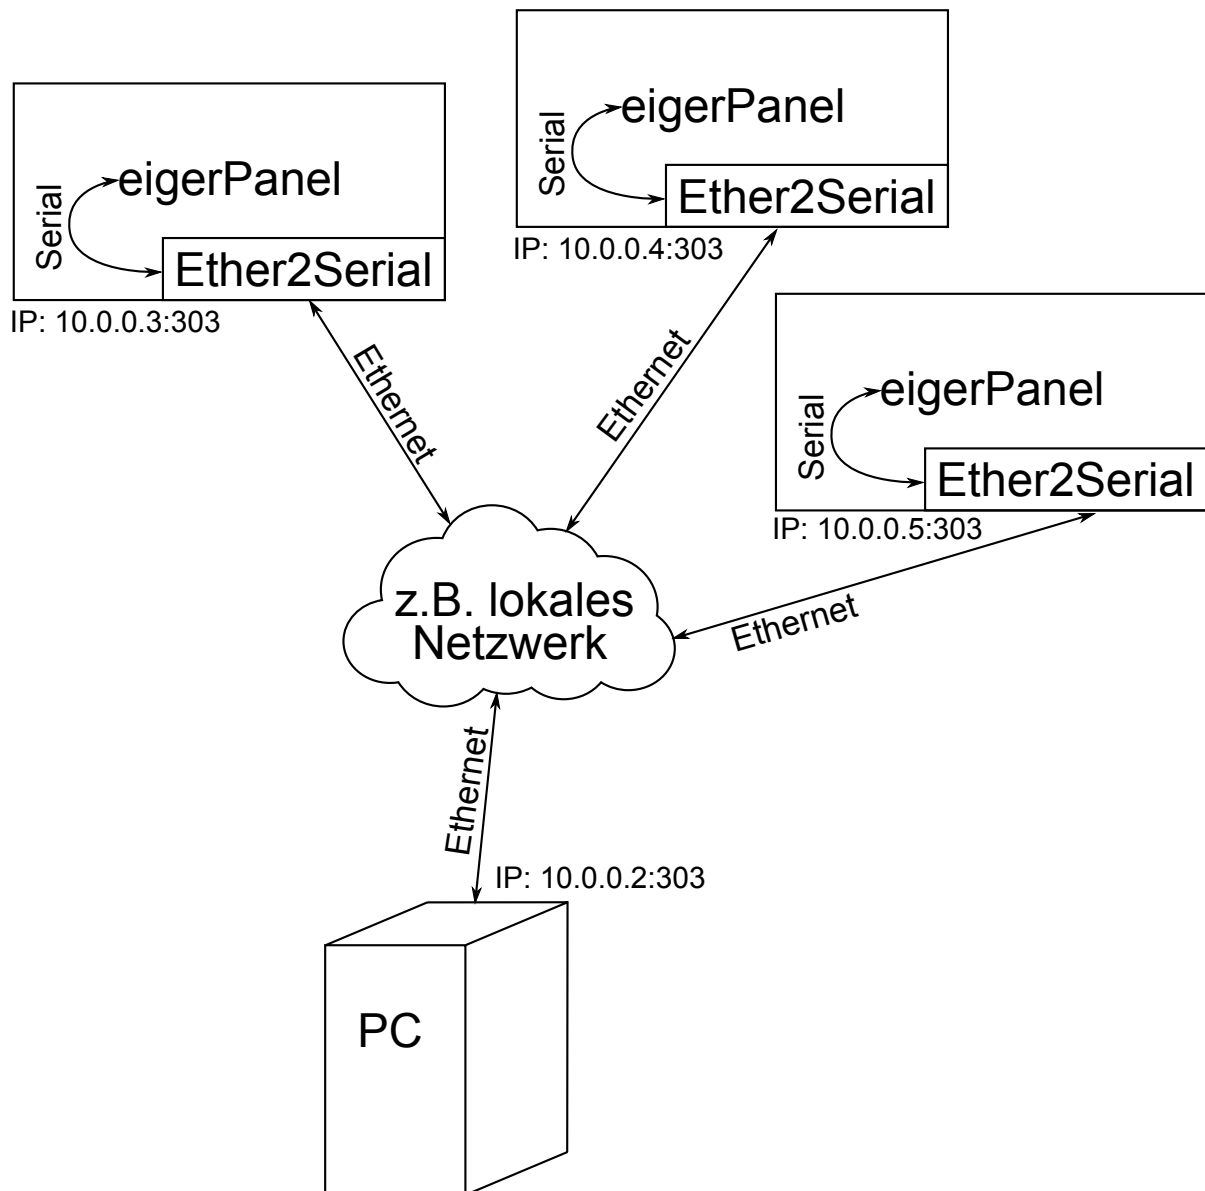 eigerPanel
Serial
Ether2Serial
IP: 10.0.0.4:303
eigerPanel
Serial
Ether2Serial
IP: 10.0.0.3:303
eigerPanel
Serial
Ether2Serial
IP: 10.0.0.5:303
Ethernet
Ethernet
Ethernet
z.B. lokales
Netzwerk
Ethernet
IP: 10.0.0.2:303
PC